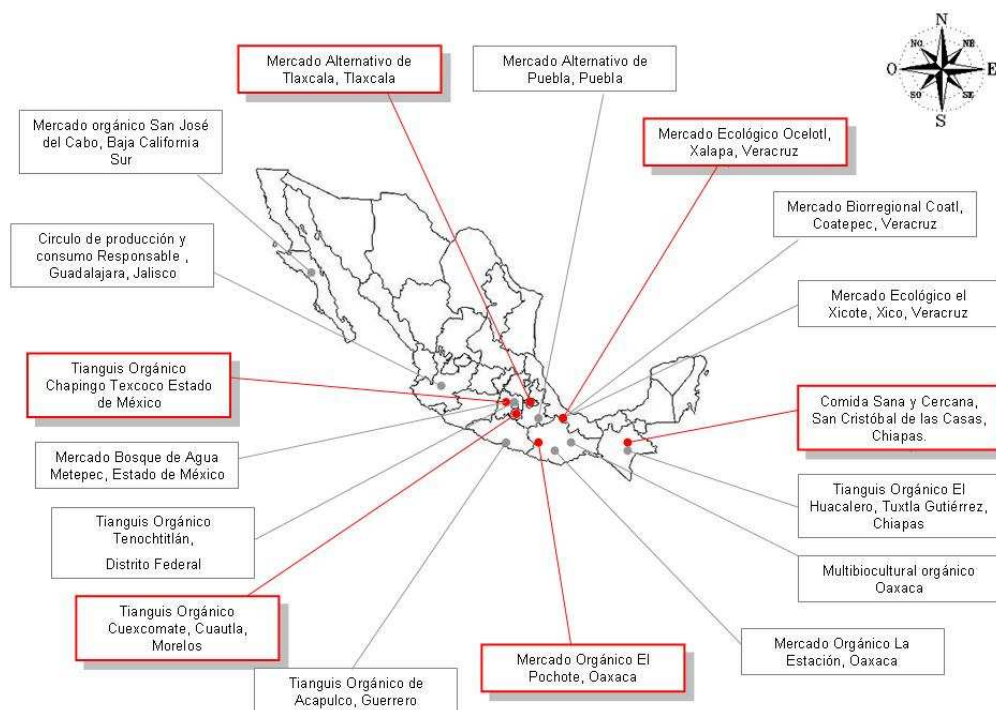 N
NO
NE
O
E
SO
SE
S
Mercado Alternativo de
Tlaxcala, Tlaxcala
Mercado Alternativo de
Puebla, Puebla
Mercado orgánico San José
del Cabo, Baja California
Sur
Mercado Ecológico Ocelotl,
Xalapa, Veracruz
Mercado Biorregional Coatl,
Coatepec, Veracruz
Circulo de producción y
consumo Responsable ,
Guadalajara, Jalisco
Mercado Ecológico el
Xicote, Xico, Veracruz
Tianguis Orgánico
Chapingo Texcoco Estado
de México
Comida Sana y Cercana,
San Cristóbal de las Casas,
Chiapas.
Mercado Bosque de Agua
Metepec, Estado de México
Tianguis Orgánico El
Huacalero, Tuxtla Gutiérrez,
Chiapas
Tianguis Orgánico
Tenochtitlán,
Distrito Federal
Multibiocultural orgánico
Oaxaca
Tianguis Orgánico
Cuexcomate, Cuautla,
Morelos
Mercado Orgánico La
Estación, Oaxaca
Mercado Orgánico El
Pochote, Oaxaca
Tianguis Orgánico de
Acapulco, Guerrero